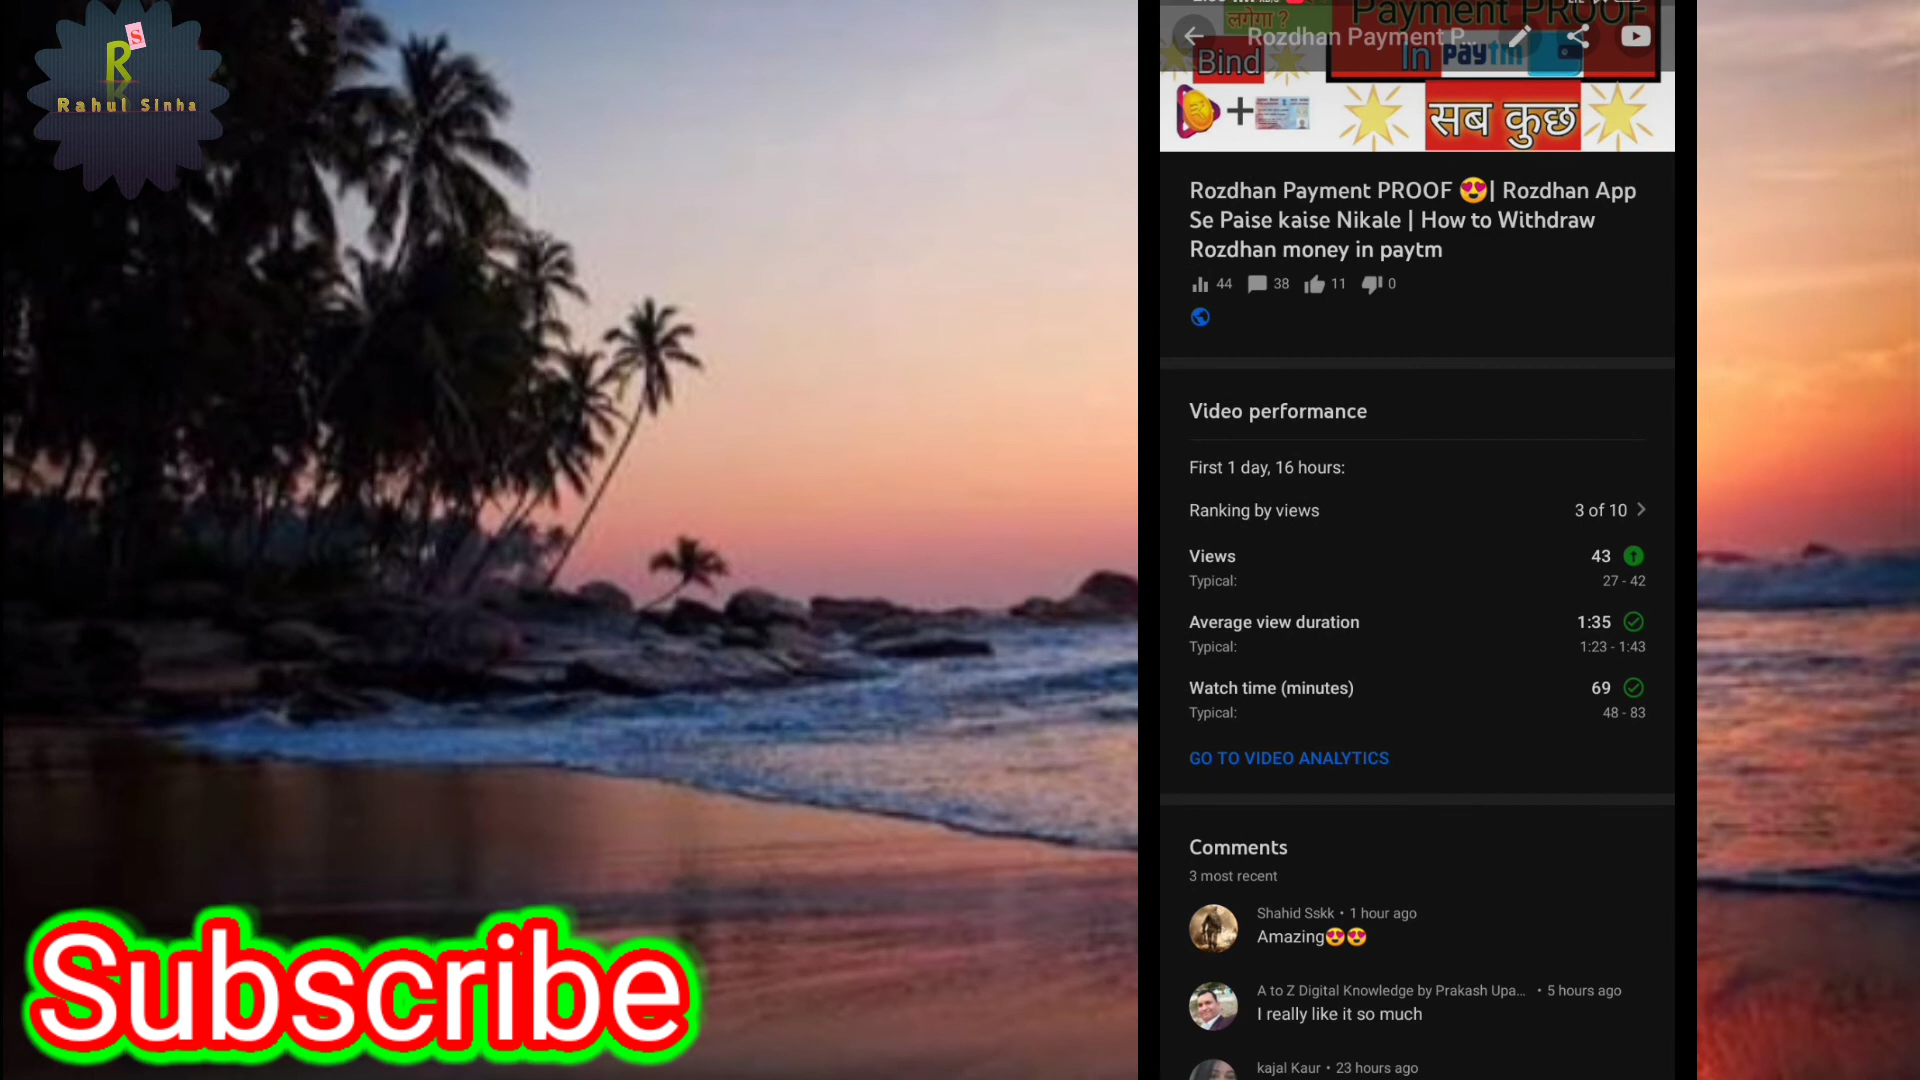 S
R
K
Rahul Sinha
Subscribe
लगेगा ?
Payment PROOF
Rozdhan Payment P...
Bind
In Paytm
+
सब कुछ
Rozdhan Payment PROOF 😍| Rozdhan App
Se Paise kaise Nikale | How to Withdraw
Rozdhan money in paytm
44 38 11 0
Video performance
First 1 day, 16 hours:
Ranking by views 3 of 10
Views 43
Typical: 27 - 42
Average view duration 1:35
Typical: 1:23 - 1:43
Watch time (minutes) 69
Typical: 48 - 83
GO TO VIDEO ANALYTICS
Comments
3 most recent
Shahid Sskk • 1 hour ago
Amazing😍😍
A to Z Digital Knowledge by Prakash Upa... • 5 hours ago
I really like it so much
kajal Kaur • 23 hours ago